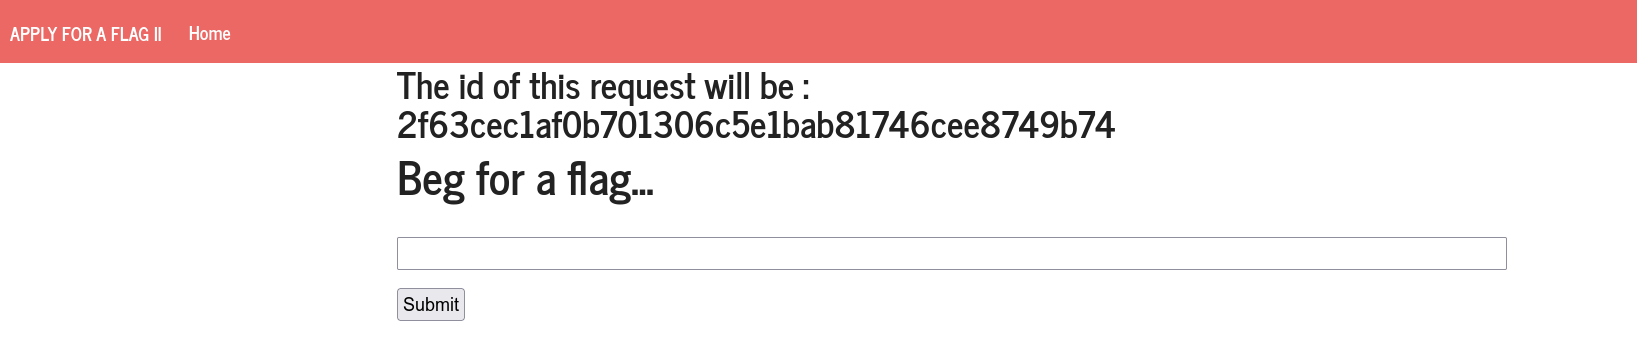 APPLY FOR A FLAG II Home
The id of this request will be :
2f63cec1af0b701306c5e1bab81746cee8749b74
Beg for a flag...
Submit